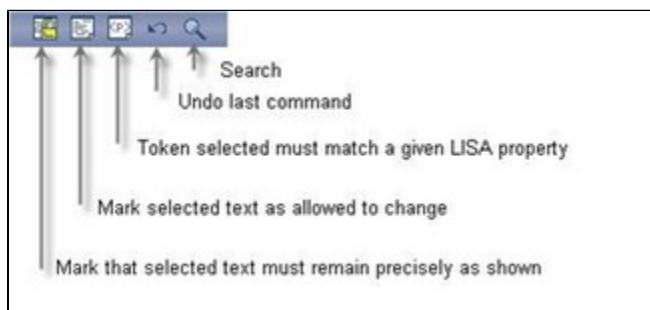 Search
Undo last command
Token selected must match a given LISA property
Mark selected text as allowed to change
Mark that selected text must remain precisely as shown